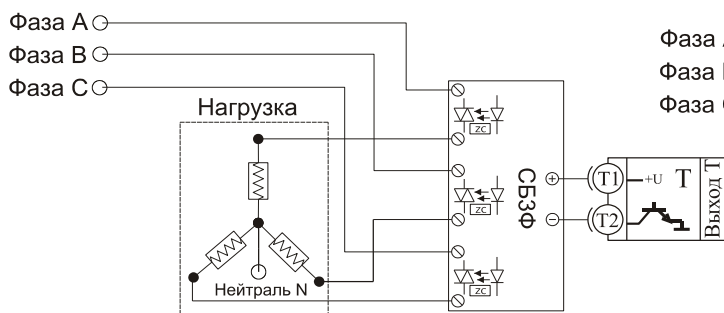 Фаза A
Фаза B
Фаза C
Нагрузка
Нейтраль N
ZC
ZC
ZC
СБ3Ф
+
−
T1
T2
+U
T
Выход Т
Фаза
Фаза
Фаза